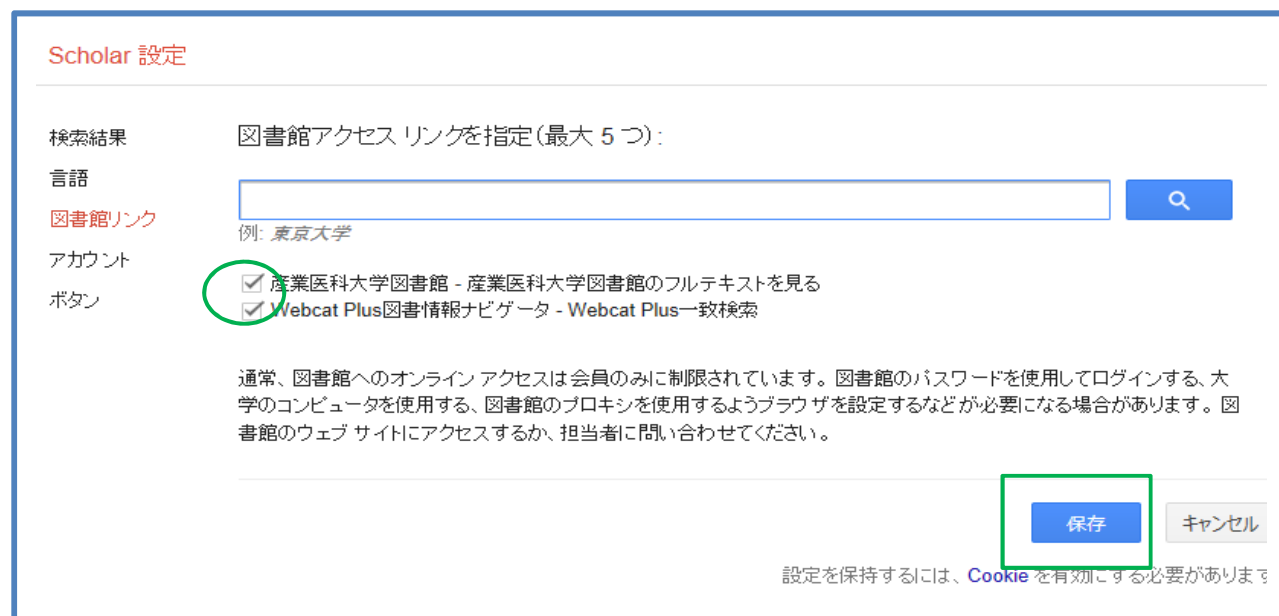 Scholar 設定
検索結果
言語
図書館リンク
アカウント
ボタン
図書館アクセス リンクを指定(最大 5 つ):
例: 東京大学
産業医科大学図書館 - 産業医科大学図書館のフルテキストを見る
Webcat Plus図書情報ナビゲータ - Webcat Plus一致検索
通常、図書館へのオンライン アクセスは会員のみに制限されています。図書館のパスワードを使用してログインする、大
学のコンピュータを使用する、図書館のプロキシを使用するようブラウザを設定するなどが必要になる場合があります。図
書館のウェブ サイトにアクセスするか、担当者に問い合わせてください。
保存
キャンセル
設定を保持するには、Cookie を有効にする必要があります